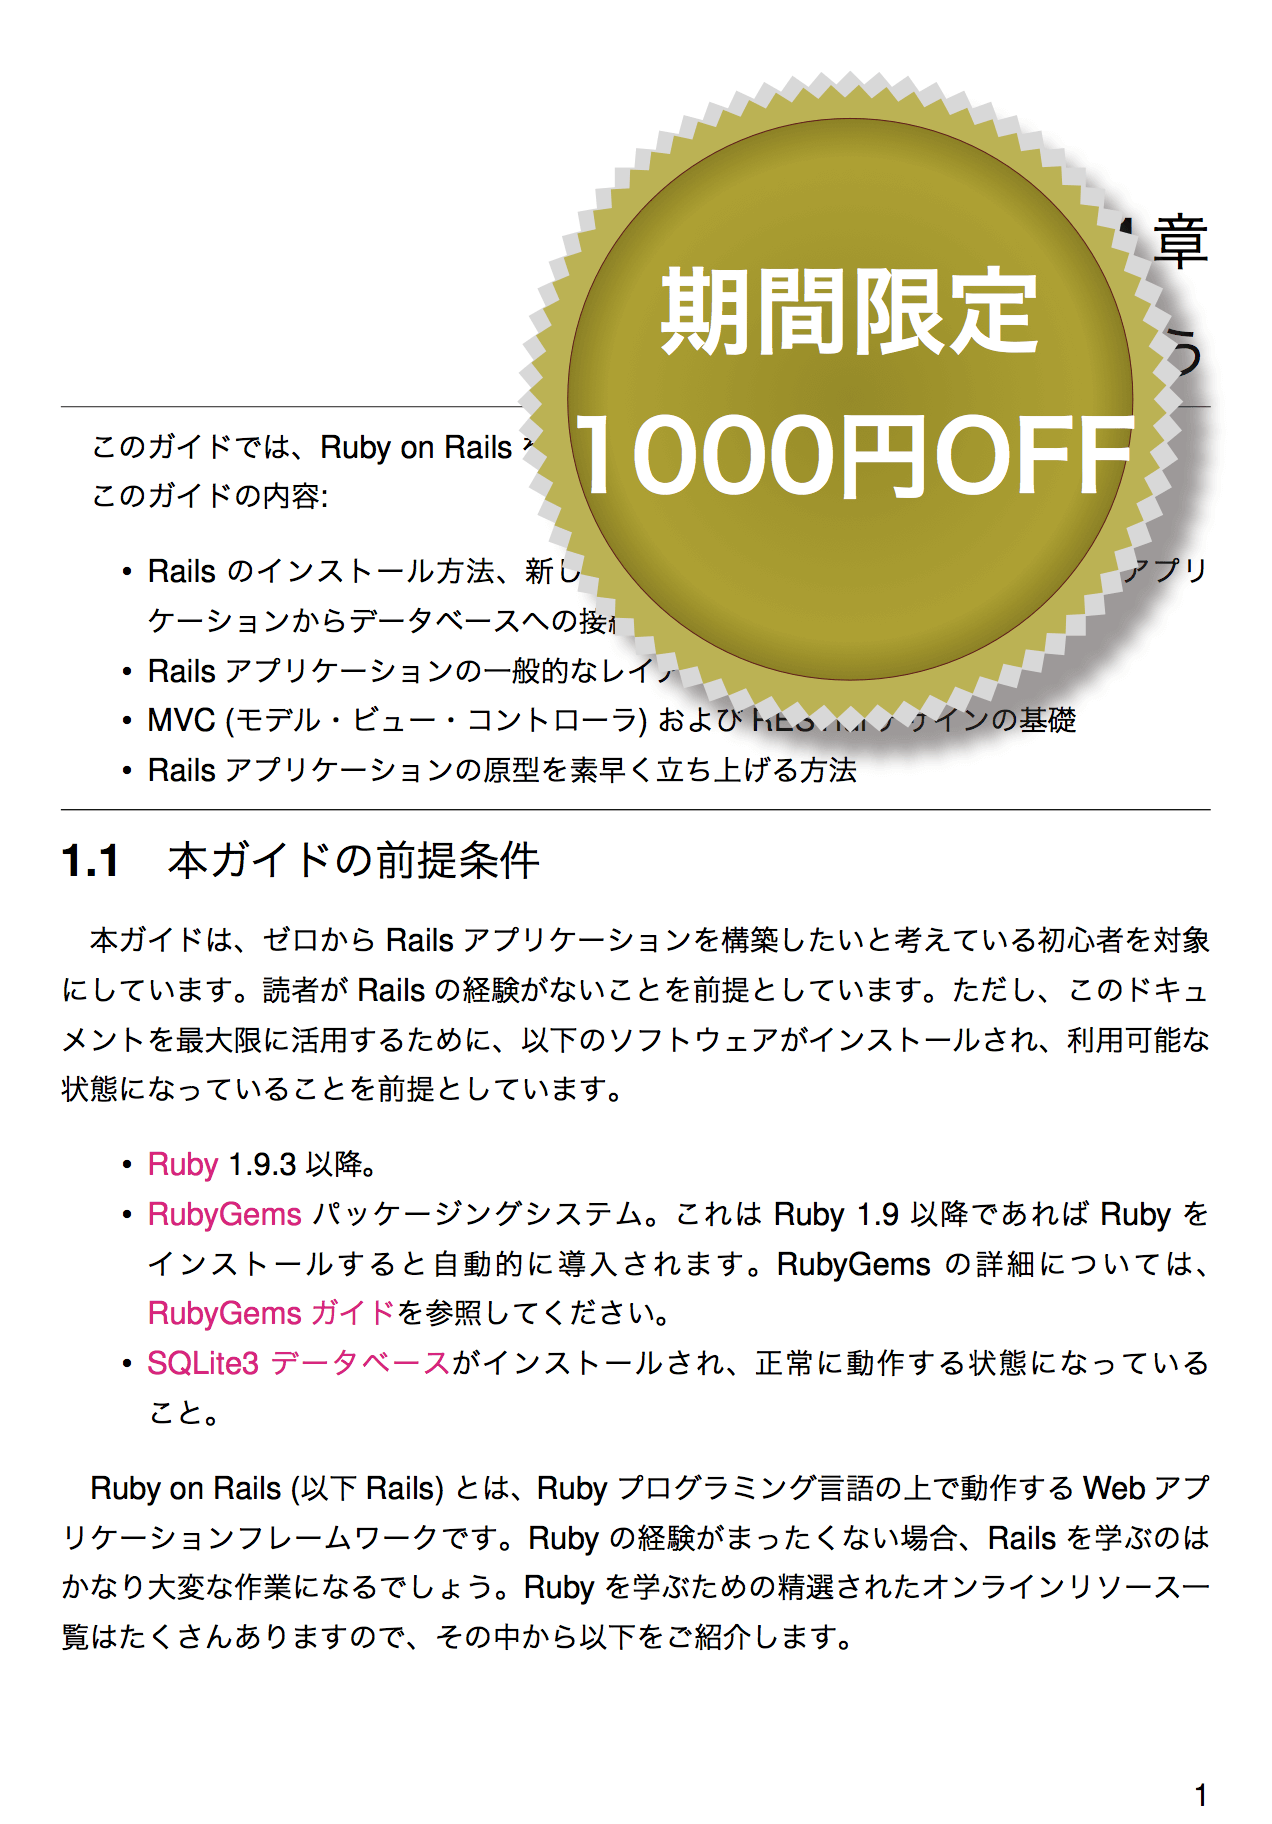 章
う
期間限定
1000円OFF
このガイドでは、Ruby on Rails
このガイドの内容:
• Rails のインストール方法、新し アプリ
ケーションからデータベースへの接
• Rails アプリケーションの一般的なレイ
• MVC (モデル・ビュー・コントローラ) および の基礎
• Rails アプリケーションの原型を素早く立ち上げる方法
1.1 本ガイドの前提条件
本ガイドは、ゼロから Rails アプリケーションを構築したいと考えている初心者を対象
にしています。読者が Rails の経験がないことを前提としています。ただし、このドキュ
メントを最大限に活用するために、以下のソフトウェアがインストールされ、利用可能な
状態になっていることを前提としています。
• Ruby 1.9.3 以降。
• RubyGems パッケージングシステム。これは Ruby 1.9 以降であれば Ruby を
インストールすると自動的に導入されます。RubyGems の詳細については、
RubyGems ガイドを参照してください。
• SQLite3 データベースがインストールされ、正常に動作する状態になっている
こと。
Ruby on Rails (以下 Rails) とは、Ruby プログラミング言語の上で動作する Web アプ
リケーションフレームワークです。Ruby の経験がまったくない場合、Rails を学ぶのは
かなり大変な作業になるでしょう。Ruby を学ぶための精選されたオンラインリソース一
覧はたくさんありますので、その中から以下をご紹介します。
1